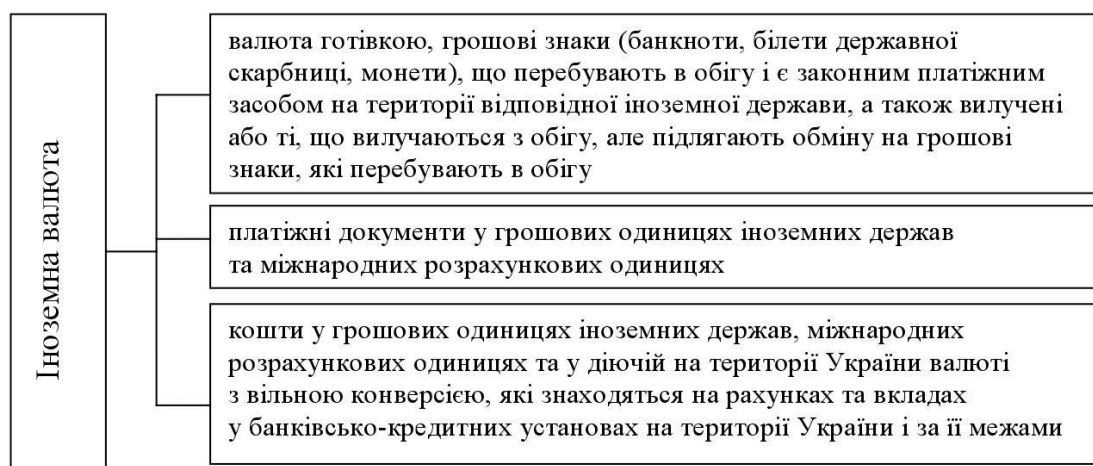 Іноземна валюта
валюта готівкою, грошові знаки (банкноти, білети державної
скарбниці, монети), що перебувають в обігу і є законним платіжним
засобом на території відповідної іноземної держави, а також вилучені
або ті, що вилучаються з обігу, але підлягають обміну на грошові
знаки, які перебувають в обігу
платіжні документи у грошових одиницях іноземних держав
та міжнародних розрахункових одиницях
кошти у грошових одиницях іноземних держав, міжнародних
розрахункових одиницях та у діючій на території України валюті
з вільною конверсією, які знаходяться на рахунках та вкладах
у банківсько-кредитних установах на території України і за її межами